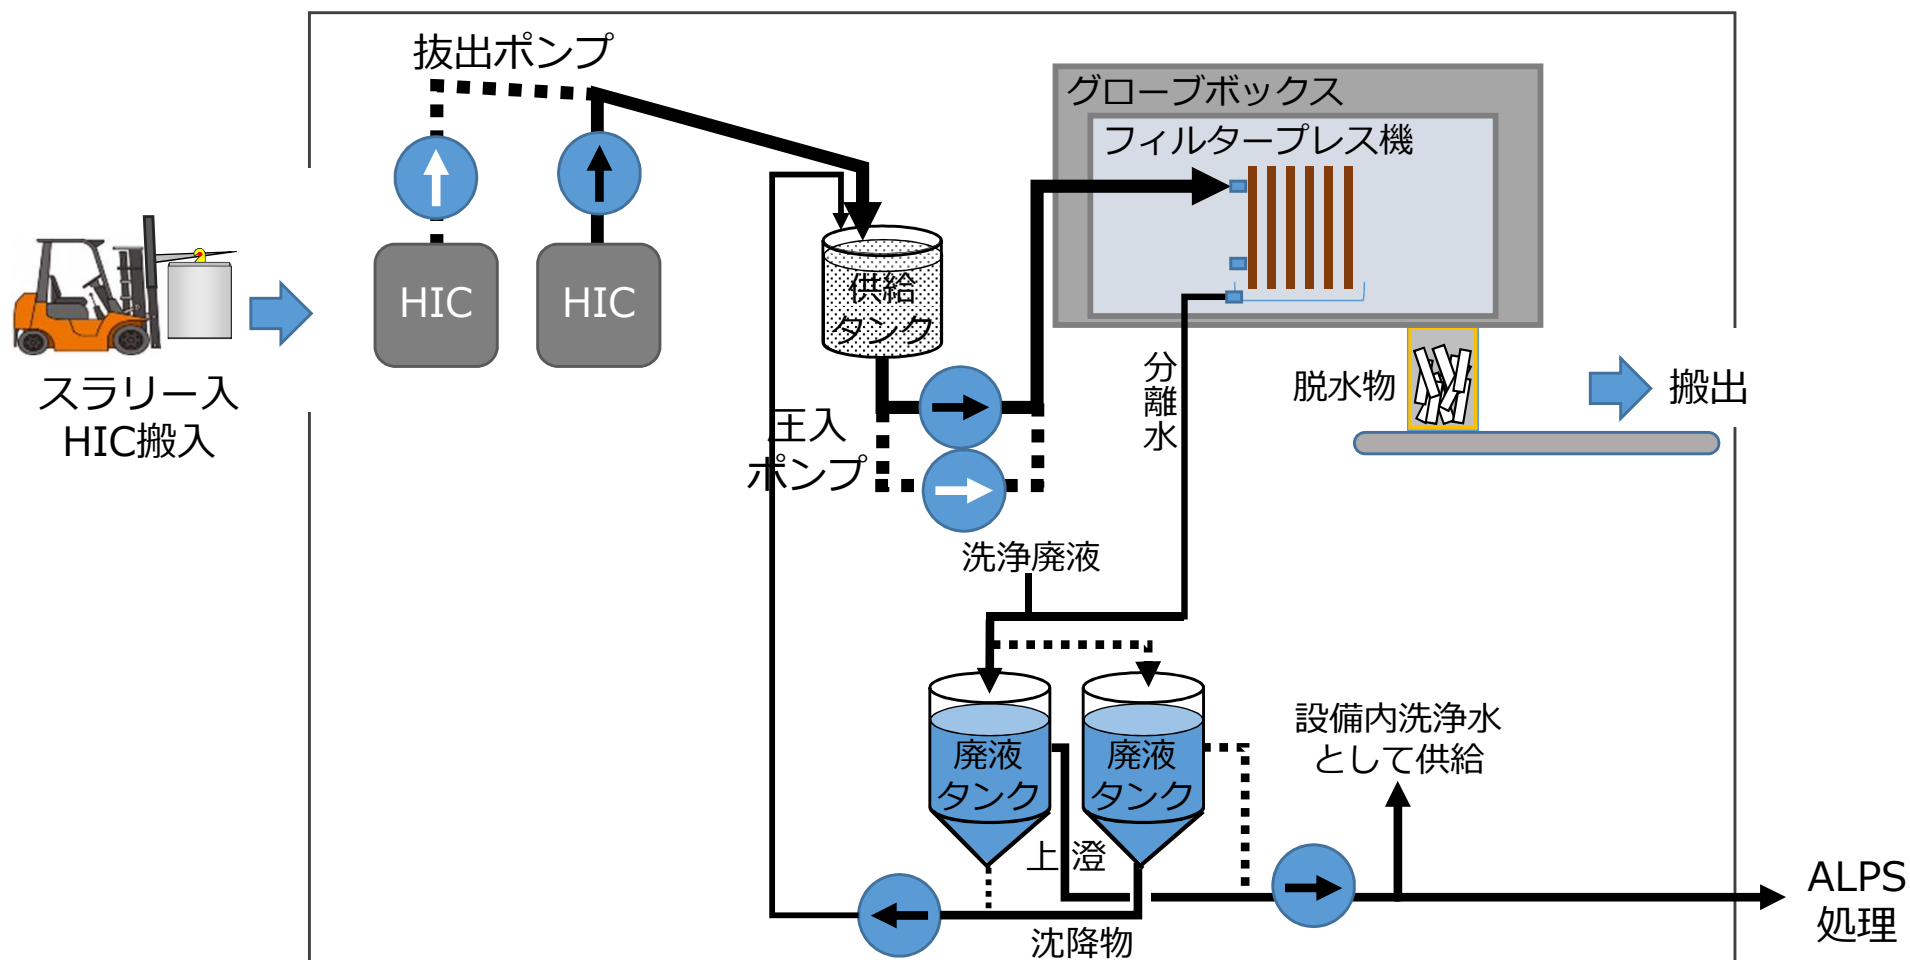 抜出ポンプ
グローブボックス
フィルタープレス機
HIC
HIC
供給
タンク
スラリー入
HIC搬入
圧入
ポンプ
分離水
脱水物
搬出
洗浄廃液
廃液
タンク
廃液
タンク
設備内洗浄水
として供給
上澄
沈降物
ALPS
処理